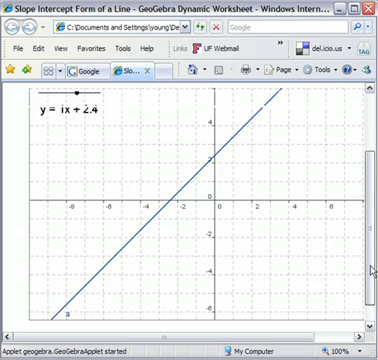 Slope Intercept Form of a Line - GeoGebra Dynamic Worksheet - Windows Intern...
C:\Documents and Settings\young\De
File Edit View Favorites Tools Help Links UF Webmail del.icio.us
Google Slo... Page Tools
y = 1x + 2.4
4
2
0
-8 -6 -4 -2 0 2 4 6
-2
-4
-6
a
Applet geogebra.GeoGebraApplet started My Computer 100%